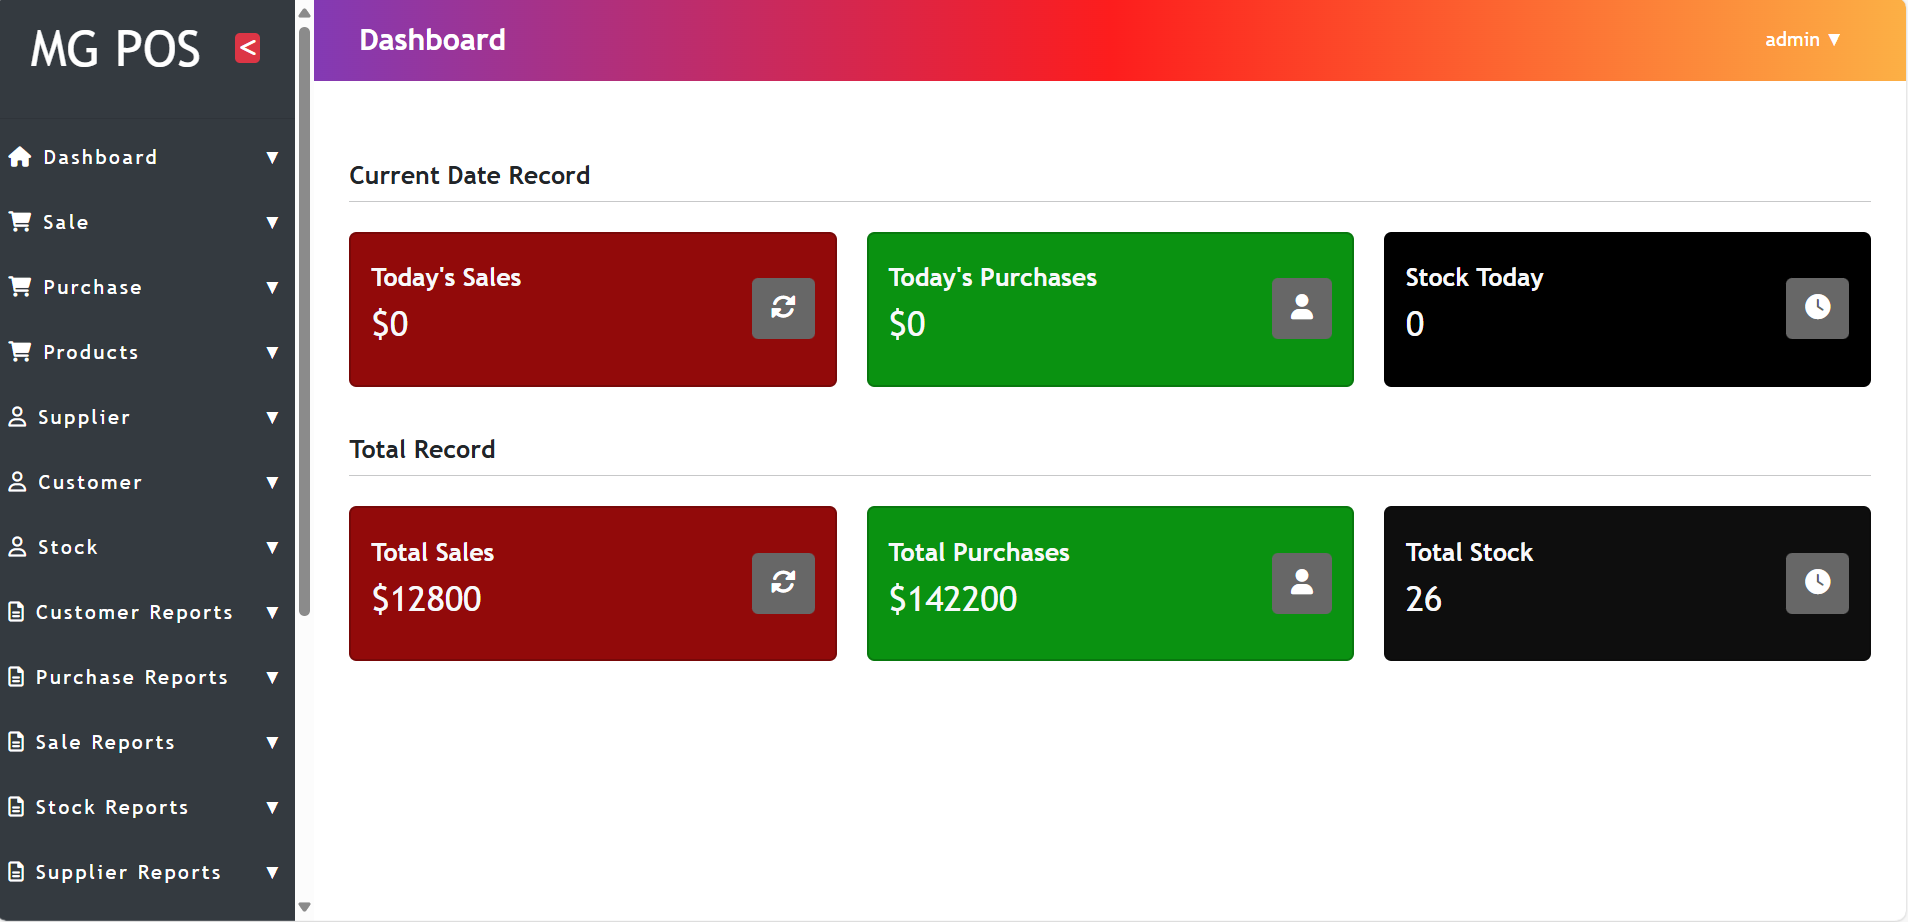 MG POS
<
Dashboard ▼
Sale ▼
Purchase ▼
Products ▼
Supplier ▼
Customer ▼
Stock ▼
Customer Reports ▼
Purchase Reports ▼
Sale Reports ▼
Stock Reports ▼
Supplier Reports ▼
Dashboard
admin ▼
Current Date Record
Today's Sales
$0
Today's Purchases
$0
Stock Today
0
Total Record
Total Sales
$12800
Total Purchases
$142200
Total Stock
26